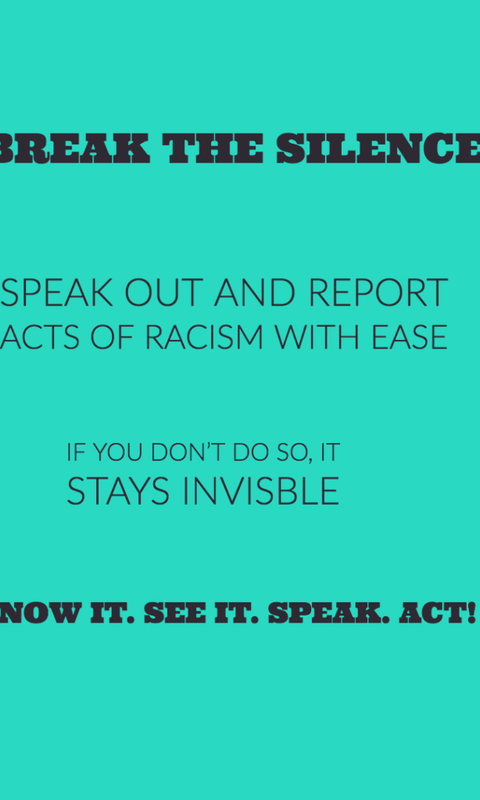 BREAK THE SILENCE
SPEAK OUT AND REPORT
ACTS OF RACISM WITH EASE
IF YOU DON'T DO SO, IT
STAYS INVISBLE
NOW IT. SEE IT. SPEAK. ACT!